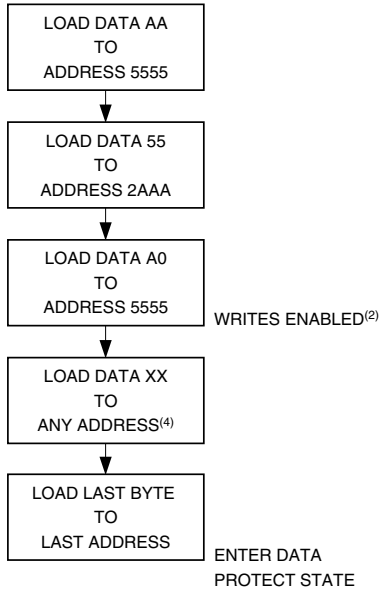 LOAD DATA AA
TO
ADDRESS 5555
LOAD DATA 55
TO
ADDRESS 2AAA
LOAD DATA A0
TO
ADDRESS 5555
WRITES ENABLED(2)
LOAD DATA XX
TO
ANY ADDRESS(4)
LOAD LAST BYTE
TO
LAST ADDRESS
ENTER DATA
PROTECT STATE